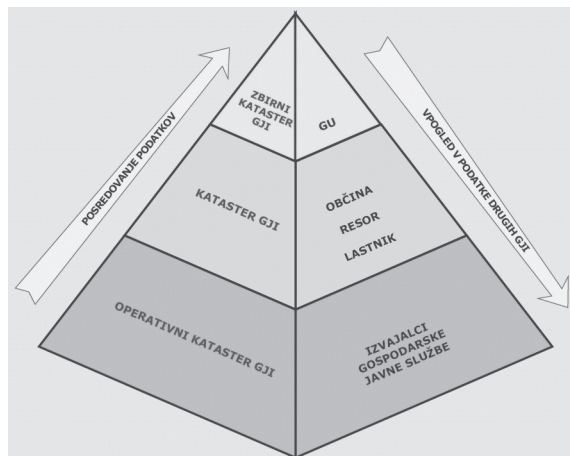 ZBIRNI
KATASTER
GJI
GU
POSREDOVANJE PODATKOV
VPOGLED V PODATKE DRUGIH GJI
KATASTER GJI
OBČINA
RESOR
LASTNIK
OPERATIVNI KATASTER GJI
IZVAJALCI
GOSPODARSKE
JAVNE SLUŽBE